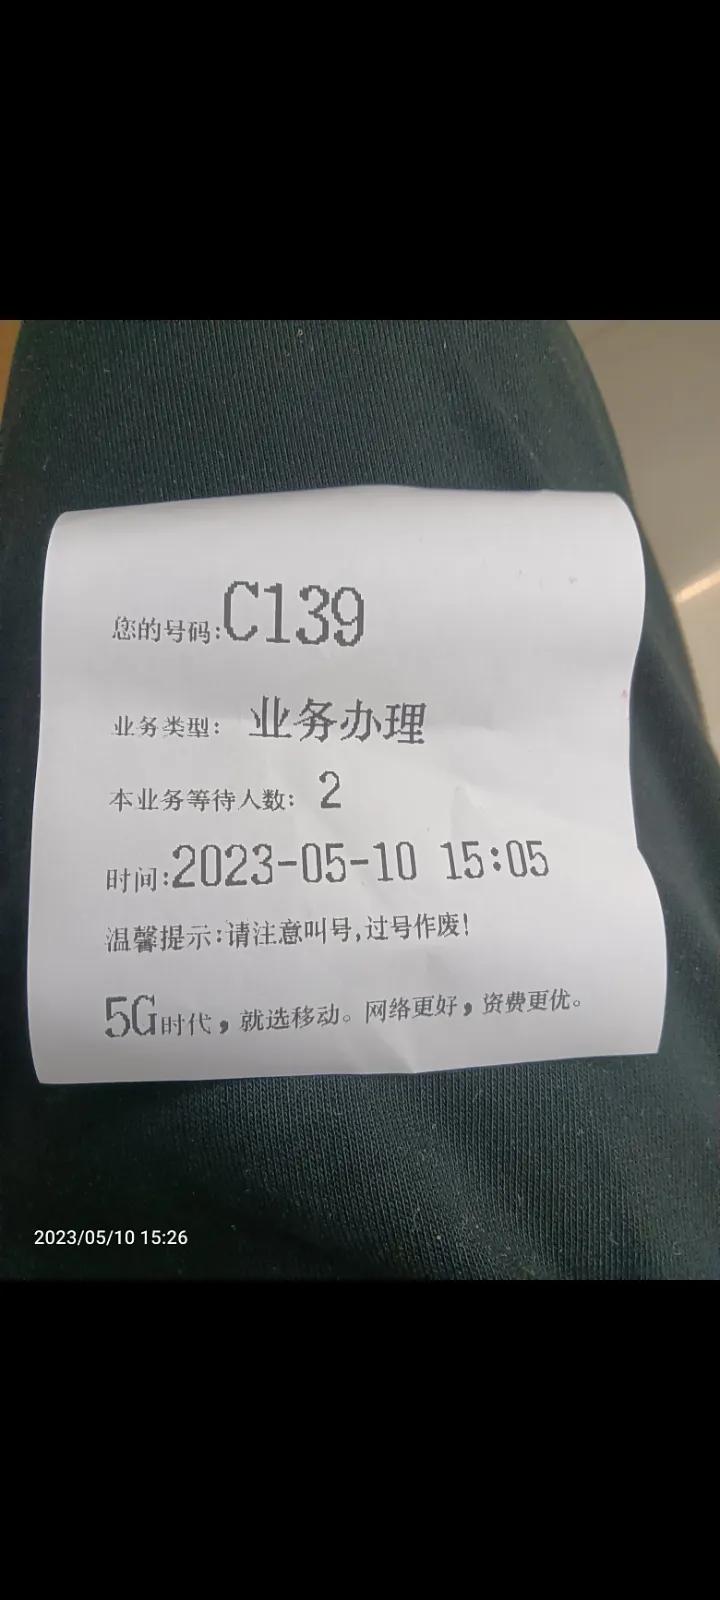 您的号码:C139
业务类型: 业务办理
本业务等待人数: 2
时间:2023-05-10 15:05
温馨提示:请注意叫号,过号作废!
5G时代，就选移动。网络更好，资费更优。
2023/05/10 15:26